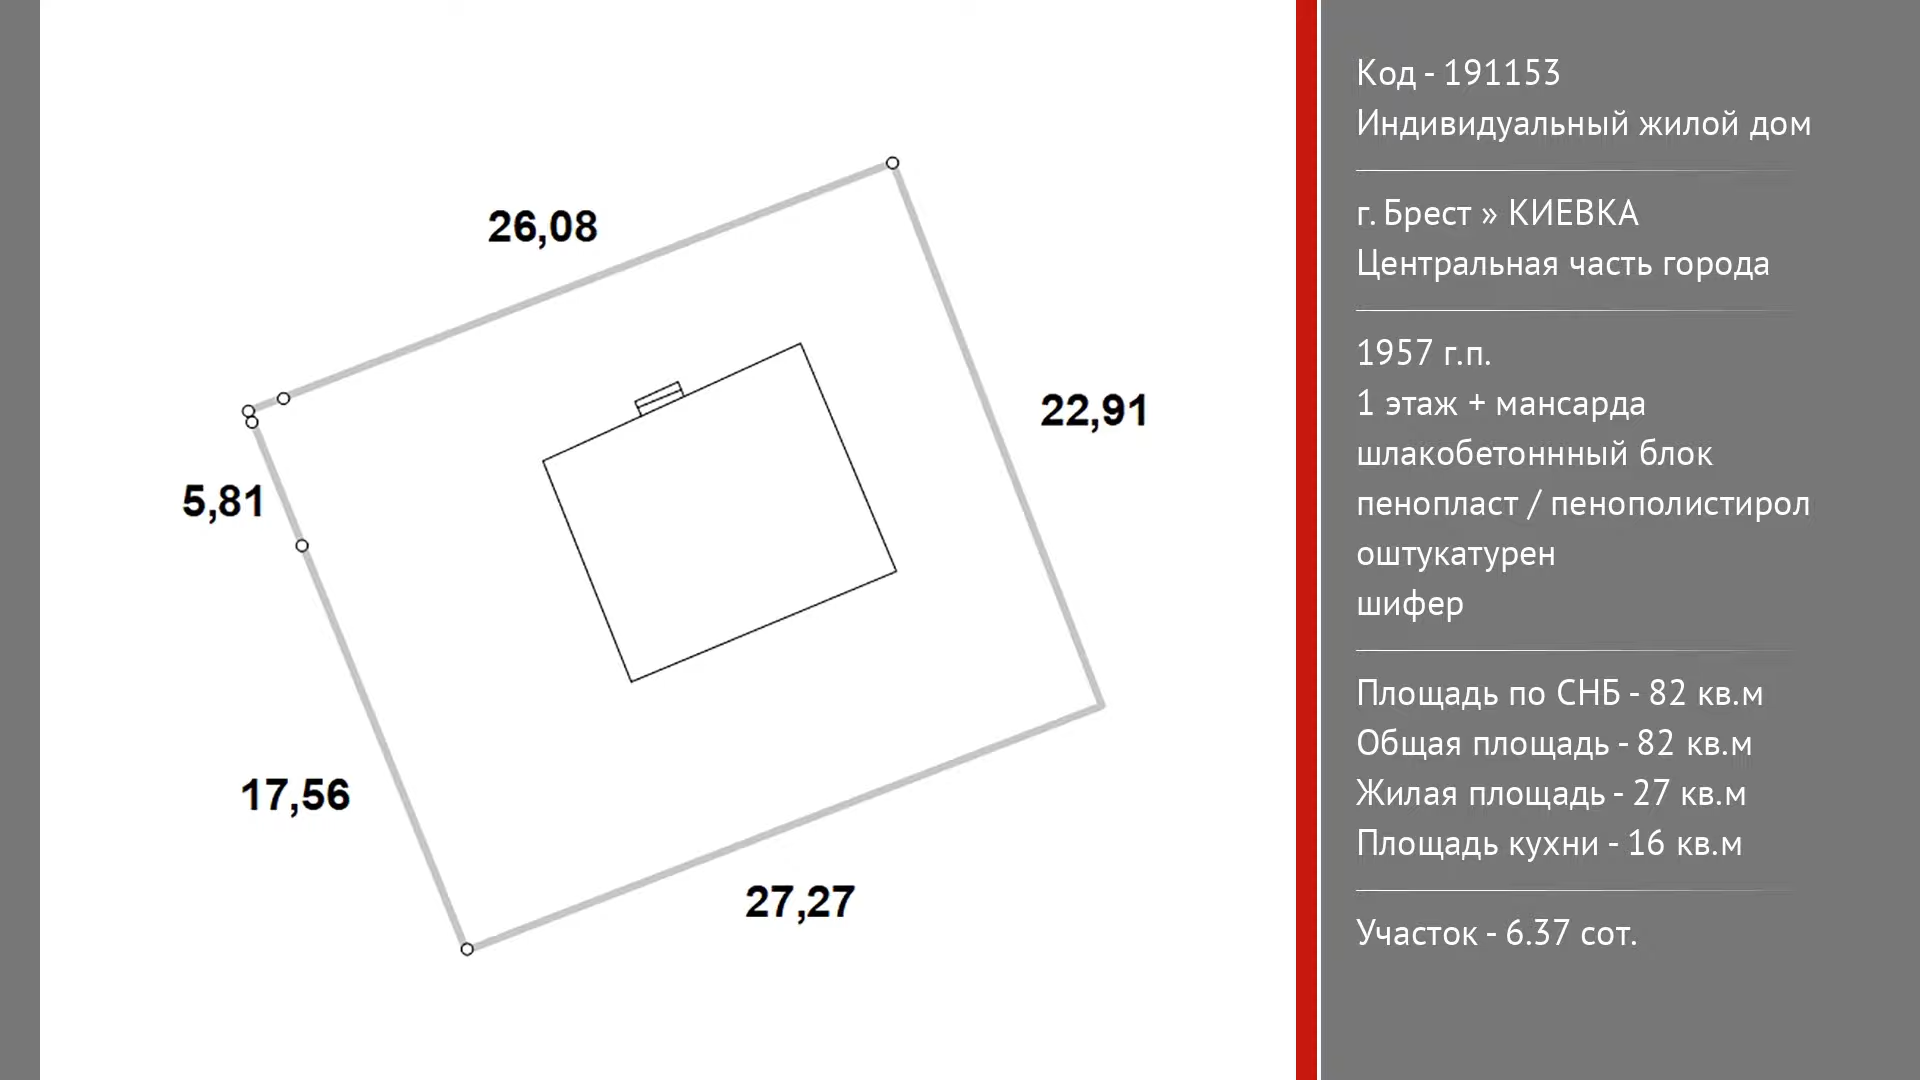 26,08
22,91
5,81
17,56
27,27
Код - 191153
Индивидуальный жилой дом
г. Брест » КИЕВКА
Центральная часть города
1957 г.п.
1 этаж + мансарда
шлакобетоннный блок
пенопласт / пенополистирол
оштукатурен
шифер
Площадь по СНБ - 82 кв.м
Общая площадь - 82 кв.м
Жилая площадь - 27 кв.м
Площадь кухни - 16 кв.м
Участок - 6.37 сот.